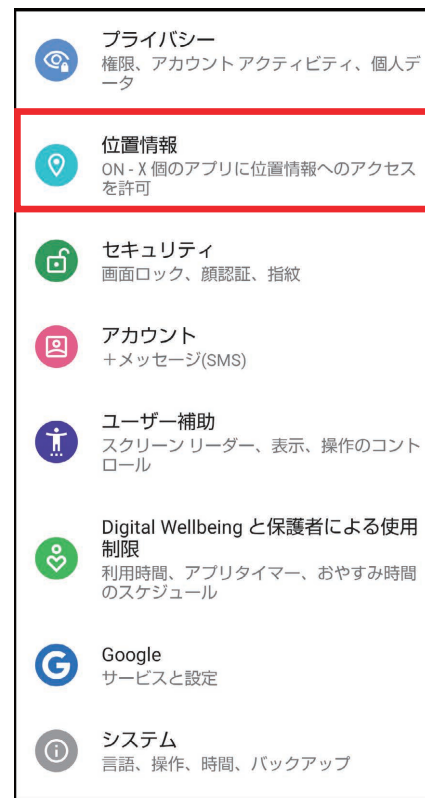 プライバシー
権限、アカウント アクティビティ、個人デ
ータ
位置情報
ON - X 個のアプリに位置情報へのアクセス
を許可
セキュリティ
画面ロック、顔認証、指紋
アカウント
＋メッセージ(SMS)
ユーザー補助
スクリーン リーダー、表示、操作のコント
ロール
Digital Wellbeing と保護者による使用
制限
利用時間、アプリタイマー、おやすみ時間
のスケジュール
Google
サービスと設定
システム
言語、操作、時間、バックアップ